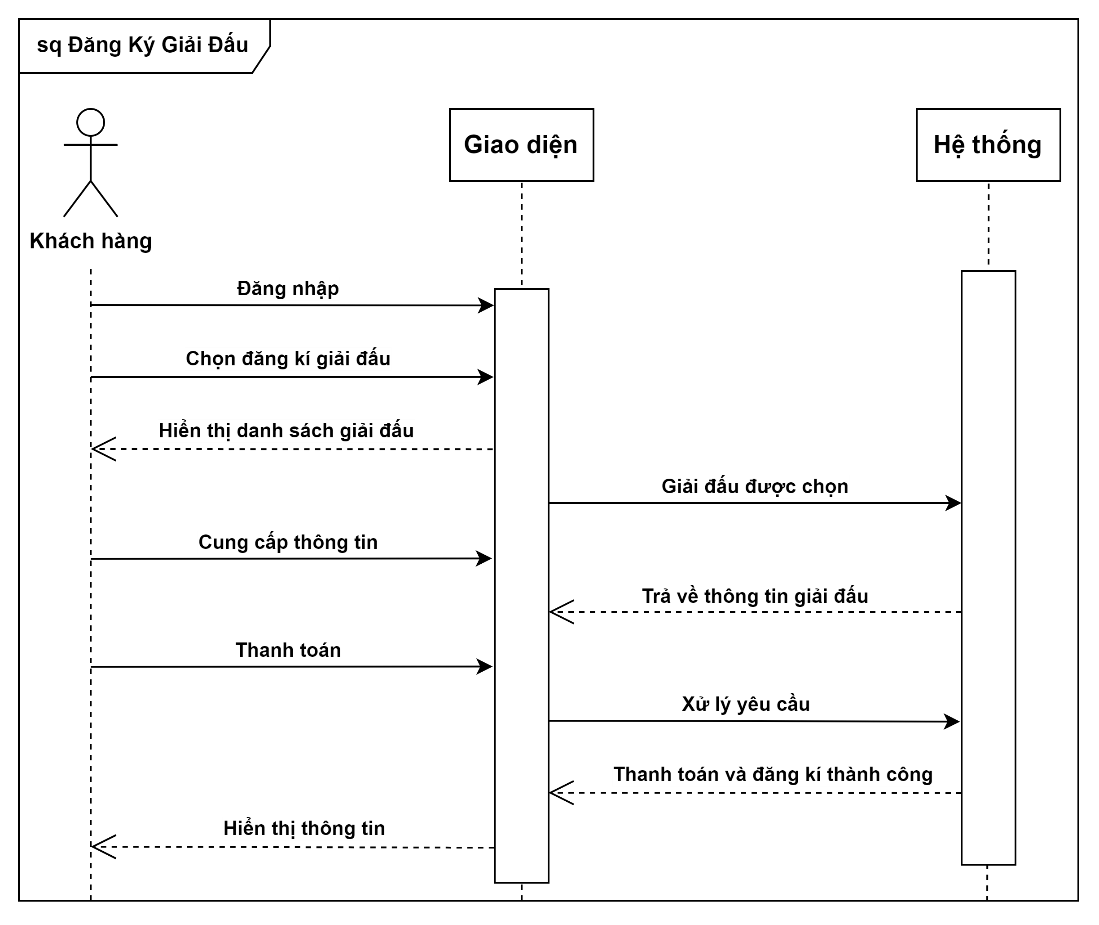 sq Đăng Ký Giải Đấu
Giao diện
Hệ thống
Khách hàng
Đăng nhập
Chọn đăng kí giải đấu
Hiển thị danh sách giải đấu
Giải đấu được chọn
Cung cấp thông tin
Trả về thông tin giải đấu
Thanh toán
Xử lý yêu cầu
Thanh toán và đăng kí thành công
Hiển thị thông tin